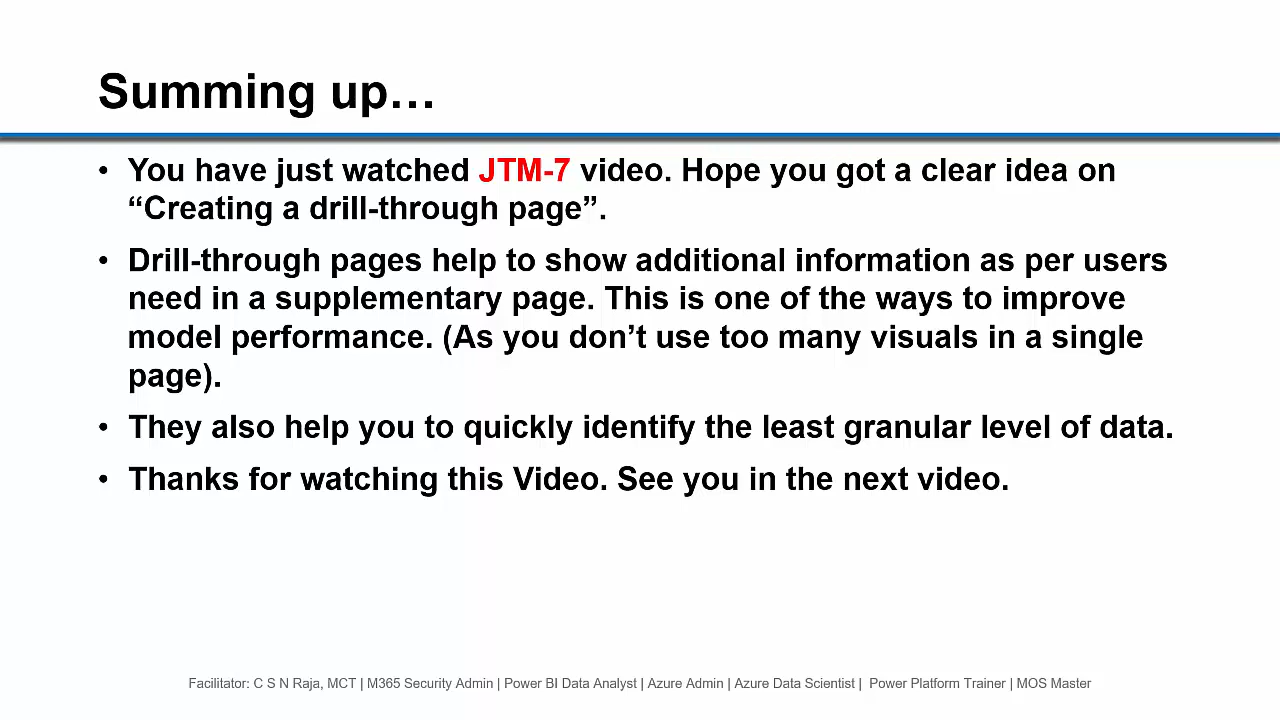 Summing up…
• You have just watched JTM-7 video. Hope you got a clear idea on
“Creating a drill-through page”.
• Drill-through pages help to show additional information as per users
need in a supplementary page. This is one of the ways to improve
model performance. (As you don’t use too many visuals in a single
page).
• They also help you to quickly identify the least granular level of data.
• Thanks for watching this Video. See you in the next video.
Facilitator: C S N Raja, MCT | M365 Security Admin | Power BI Data Analyst | Azure Admin | Azure Data Scientist | Power Platform Trainer | MOS Master